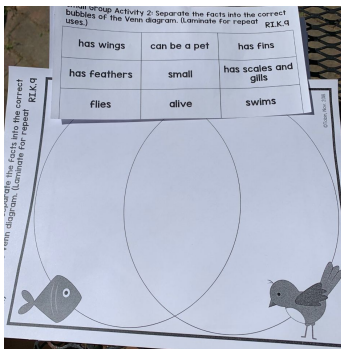 Small Group Activity 2: Separate the facts into the correct
bubbles of the Venn diagram. (Laminate for repeat
uses.) RI.K.9
has wings can be a pet has fins
has feathers small has scales and
gills
flies alive swims
Separate the facts into the correct
Venn diagram. (Laminate for repeat
RI.K.9